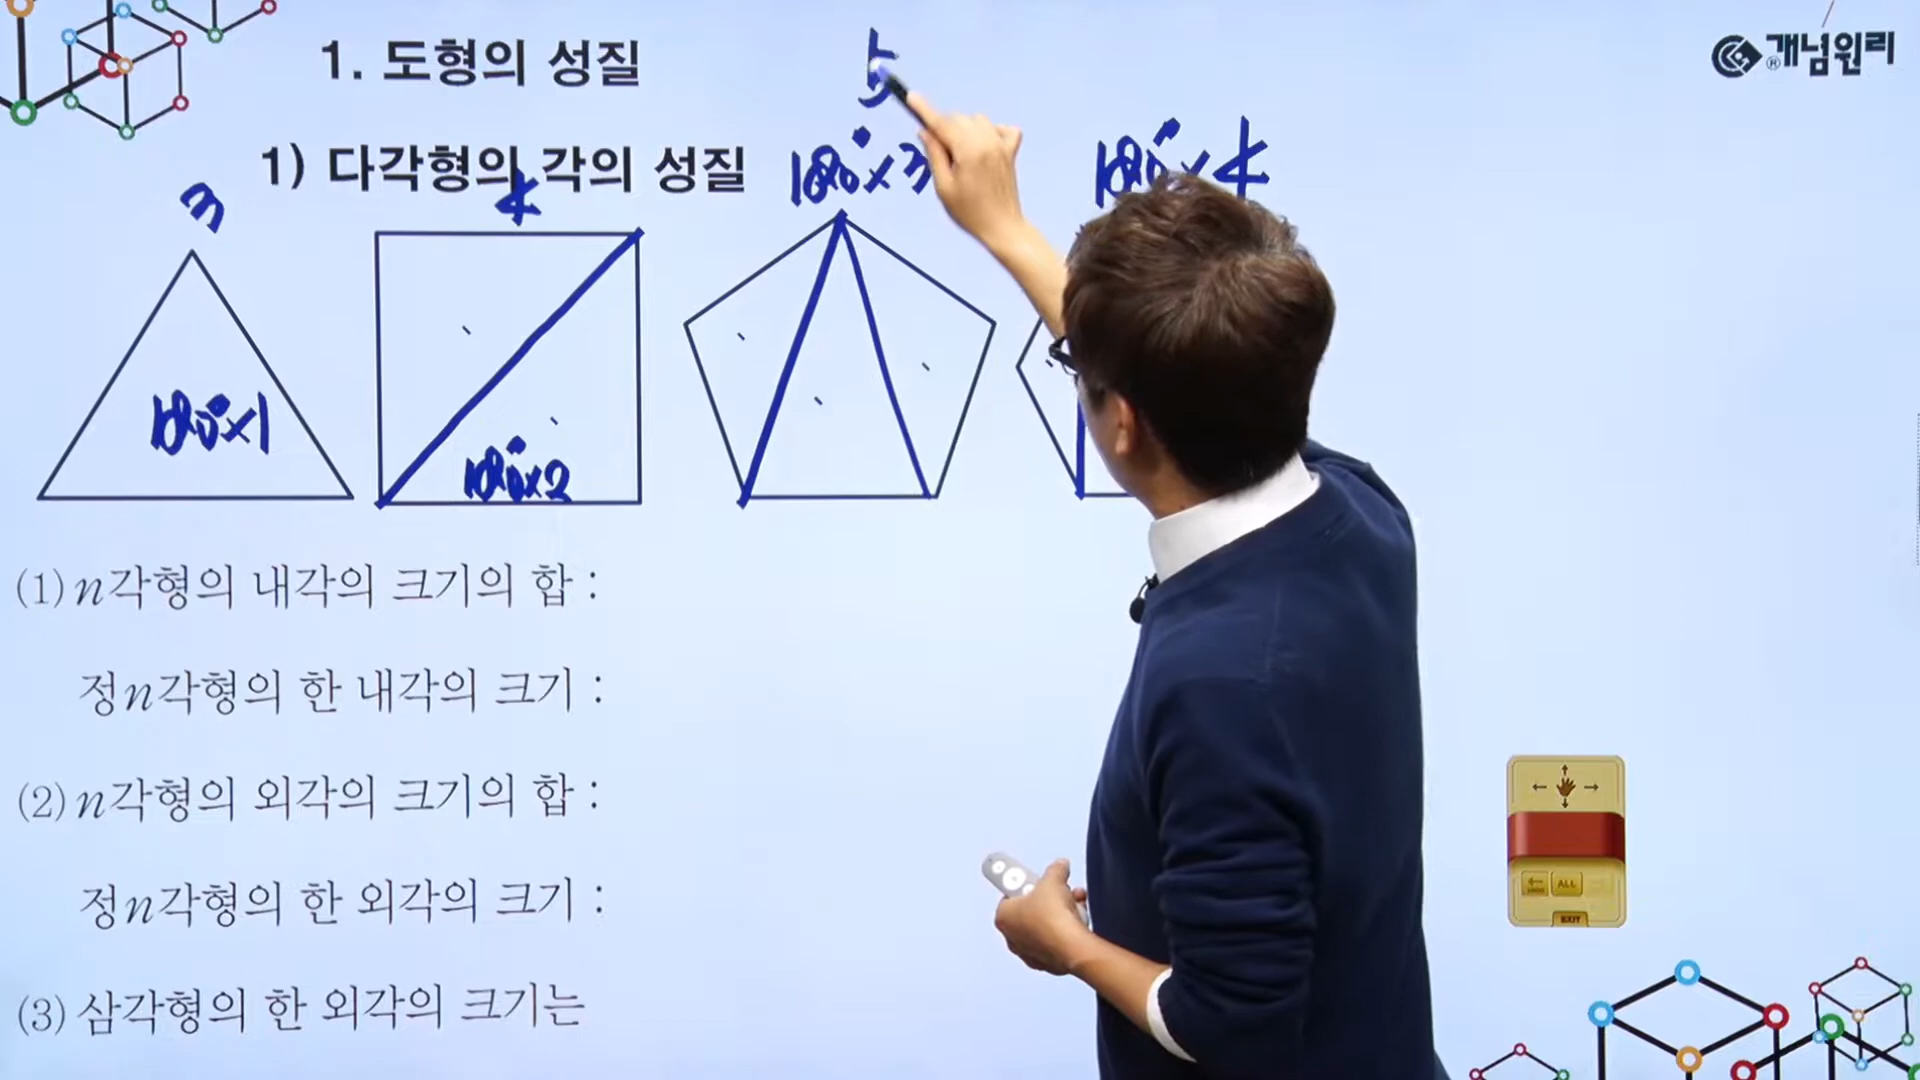 1. 도형의 성질
5
개념원리
1) 다각형의 각의 성질
180°×3
180°×4
3
4
180°×1
180°×2
(1) n각형의 내각의 크기의 합 :
정n각형의 한 내각의 크기 :
(2) n각형의 외각의 크기의 합 :
정n각형의 한 외각의 크기 :
(3) 삼각형의 한 외각의 크기는
ALL
EXIT